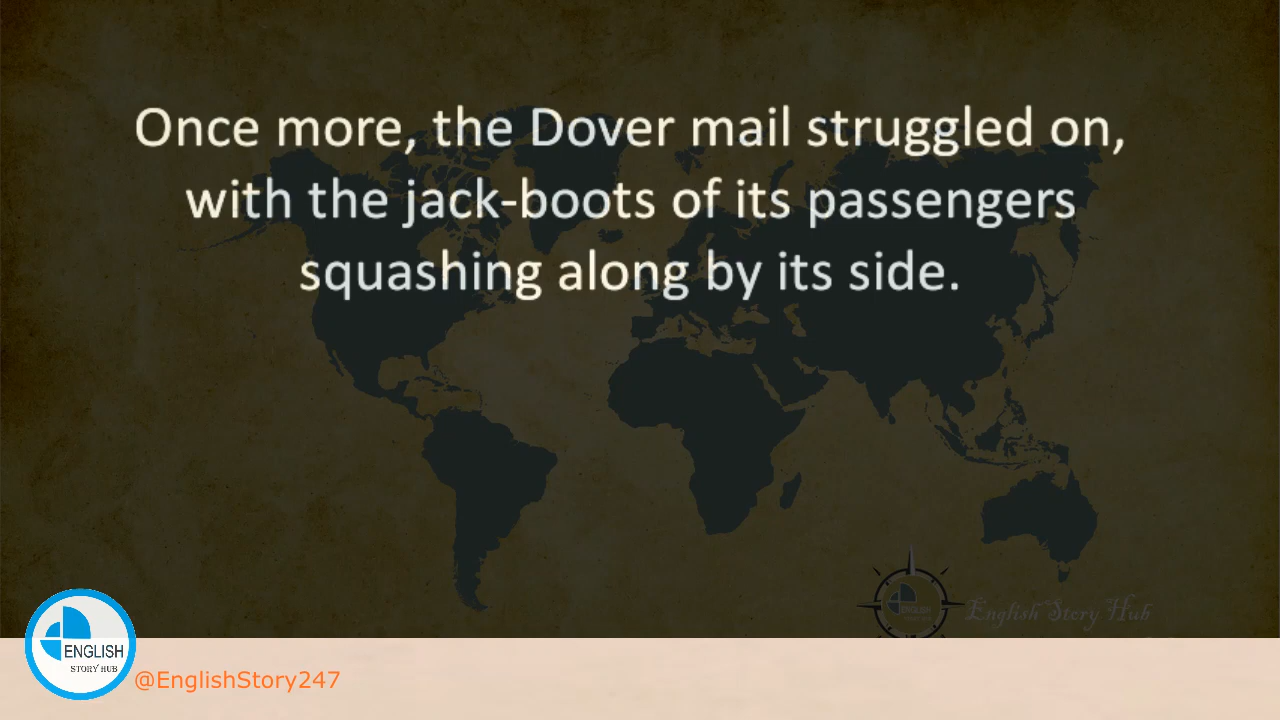 Once more, the Dover mail struggled on,
with the jack-boots of its passengers
squashing along by its side.
English Story Hub
ENGLISH
STORY HUB
@EnglishStory247